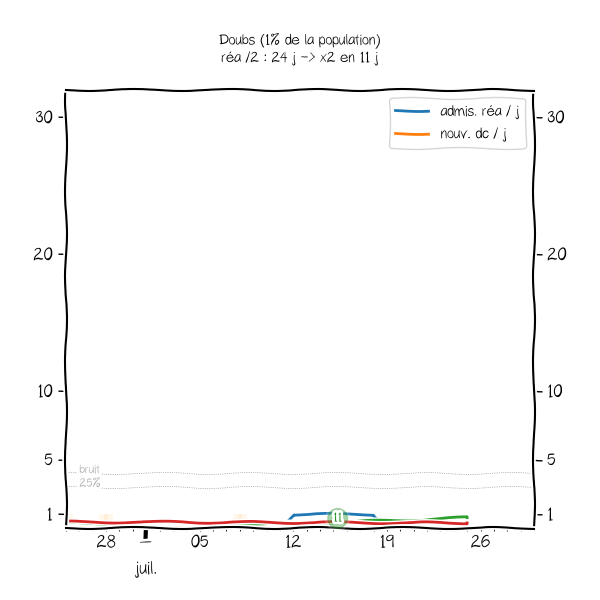 Doubs (1% de la population)
réa /2 : 24 j -> x2 en 11 j
admis. réa / j
nouv. dc / j
30
30
20
20
10
10
5
5
bruit
25%
1
1
11
28
05
12
19
26
juil.